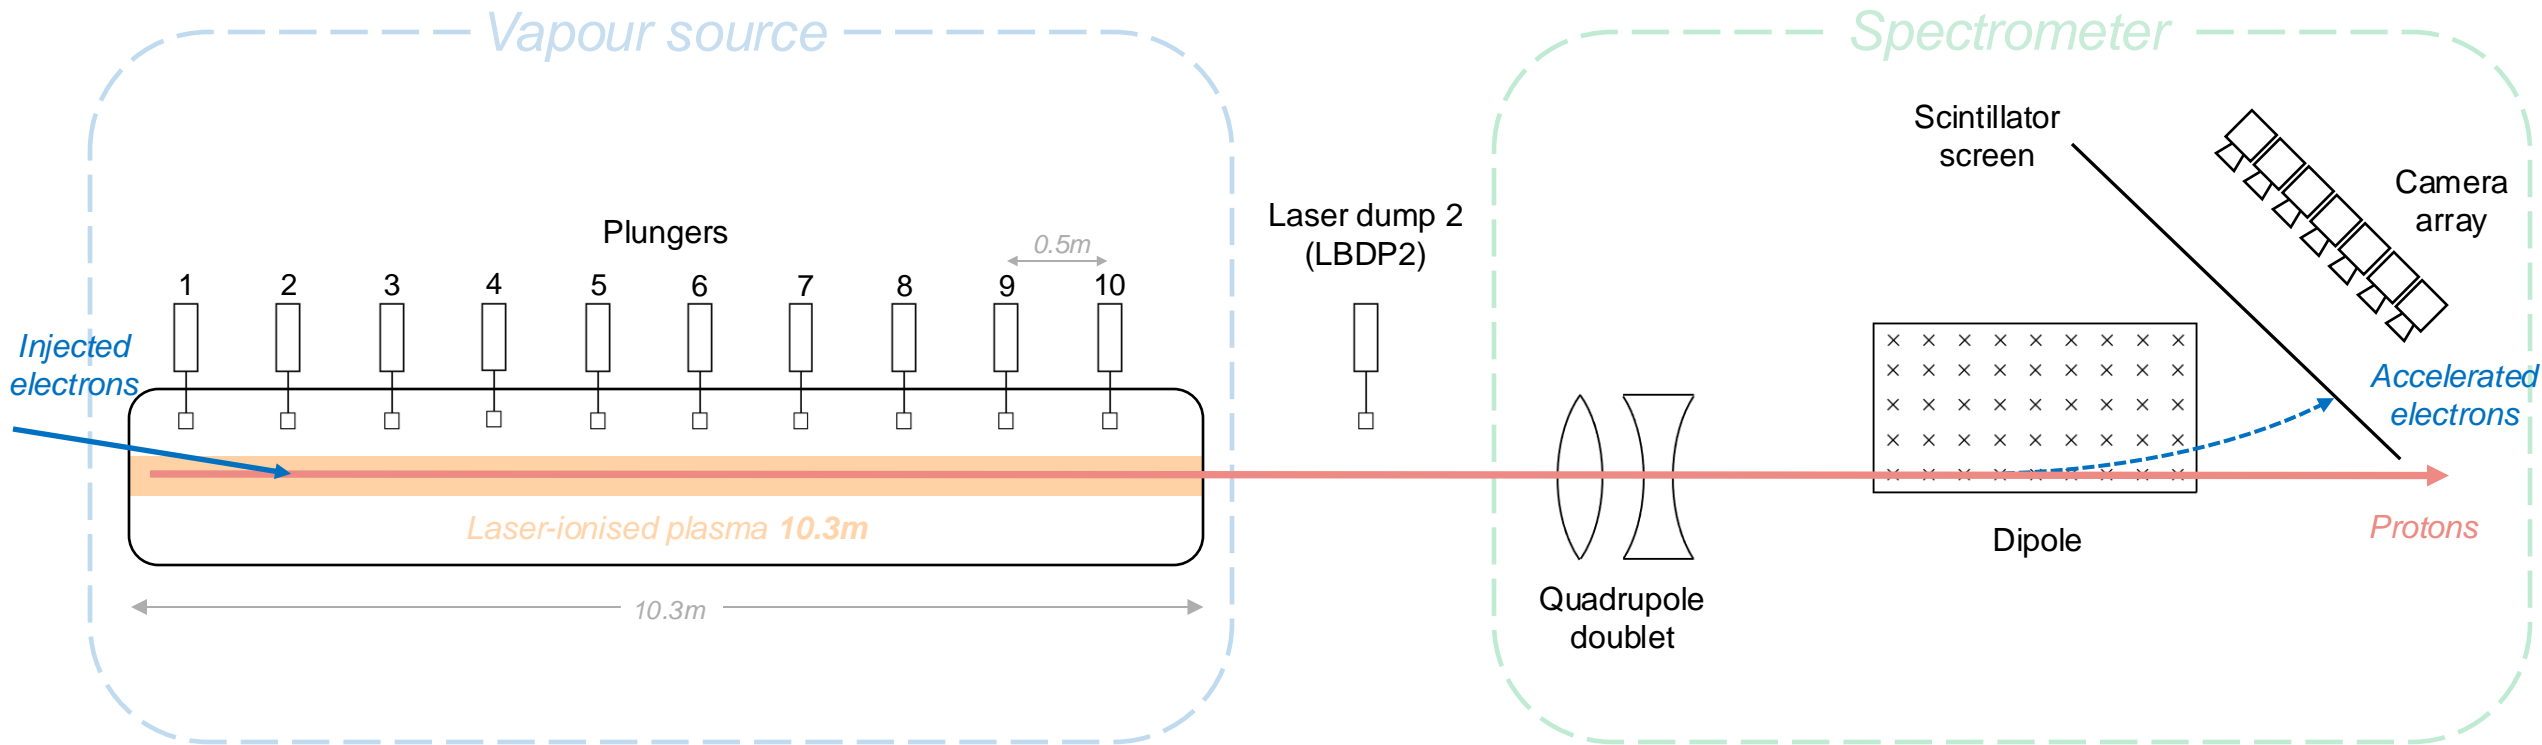 Vapour source
Spectrometer
Scintillator
screen
Camera
array
Plungers
0.5m
Laser dump 2
(LBDP2)
1 2 3 4 5 6 7 8 9 10
Injected
electrons
Accelerated
electrons
Laser-ionised plasma 10.3m
Protons
Dipole
10.3m
Quadrupole
doublet